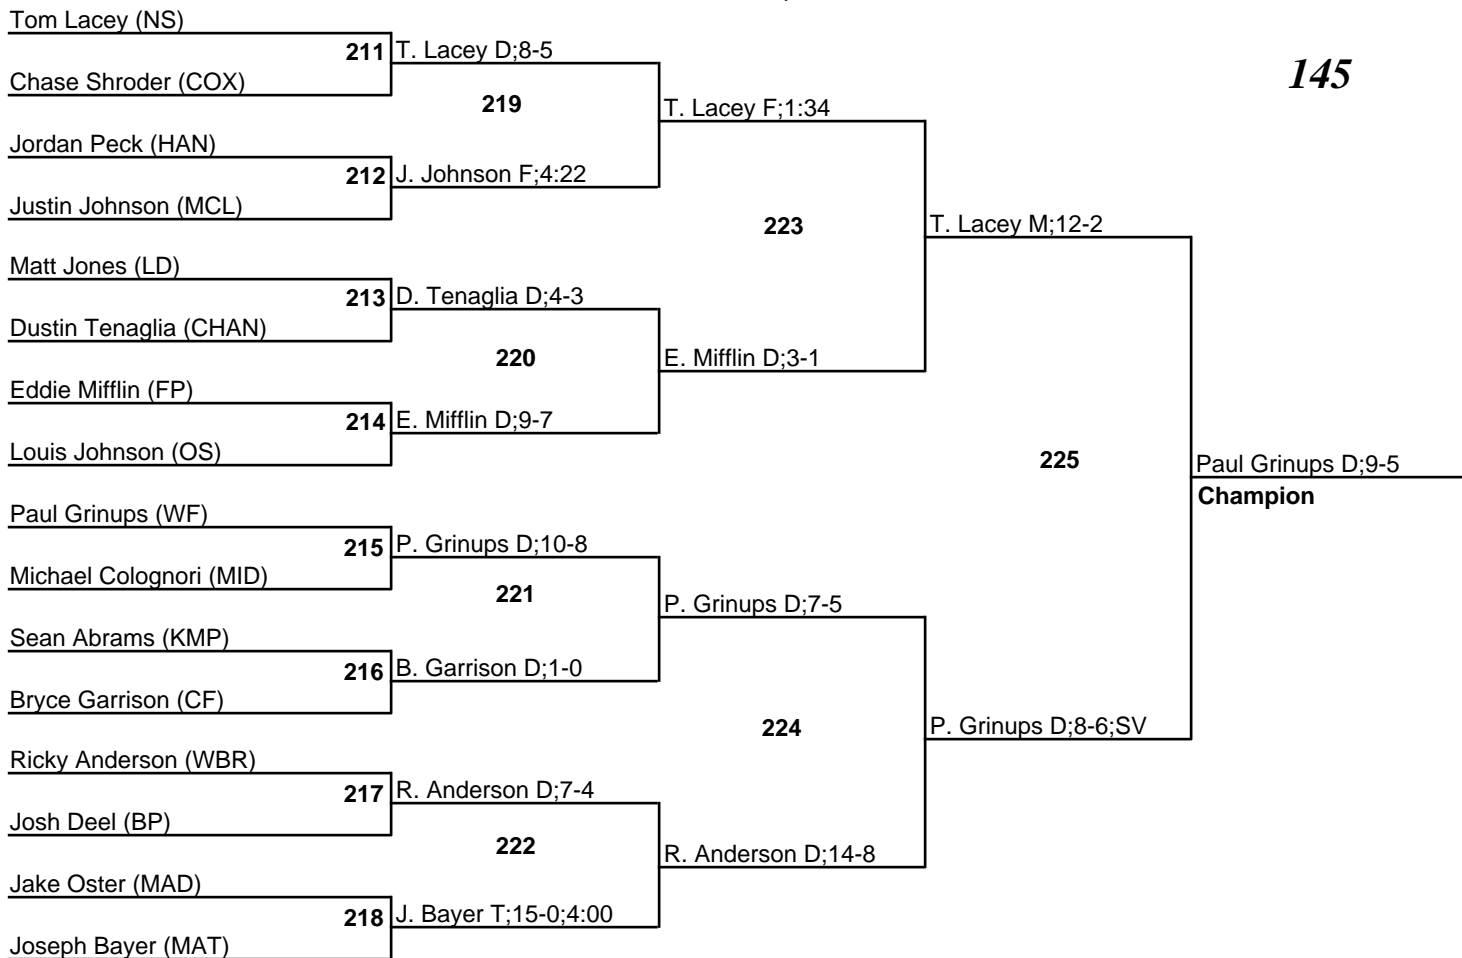 Tom Lacey (NS)
211 T. Lacey D;8-5
145
Chase Shroder (COX)
219
T. Lacey F;1:34
Jordan Peck (HAN)
212 J. Johnson F;4:22
Justin Johnson (MCL)
223
T. Lacey M;12-2
Matt Jones (LD)
213 D. Tenaglia D;4-3
Dustin Tenaglia (CHAN)
220
E. Mifflin D;3-1
Eddie Mifflin (FP)
214 E. Mifflin D;9-7
Louis Johnson (OS)
225
Paul Grinups D;9-5
Champion
Paul Grinups (WF)
215 P. Grinups D;10-8
Michael Colognori (MID)
221
P. Grinups D;7-5
Sean Abrams (KMP)
216 B. Garrison D;1-0
Bryce Garrison (CF)
224
P. Grinups D;8-6;SV
Ricky Anderson (WBR)
217 R. Anderson D;7-4
Josh Deel (BP)
222
R. Anderson D;14-8
Jake Oster (MAD)
218 J. Bayer T;15-0;4:00
Joseph Bayer (MAT)